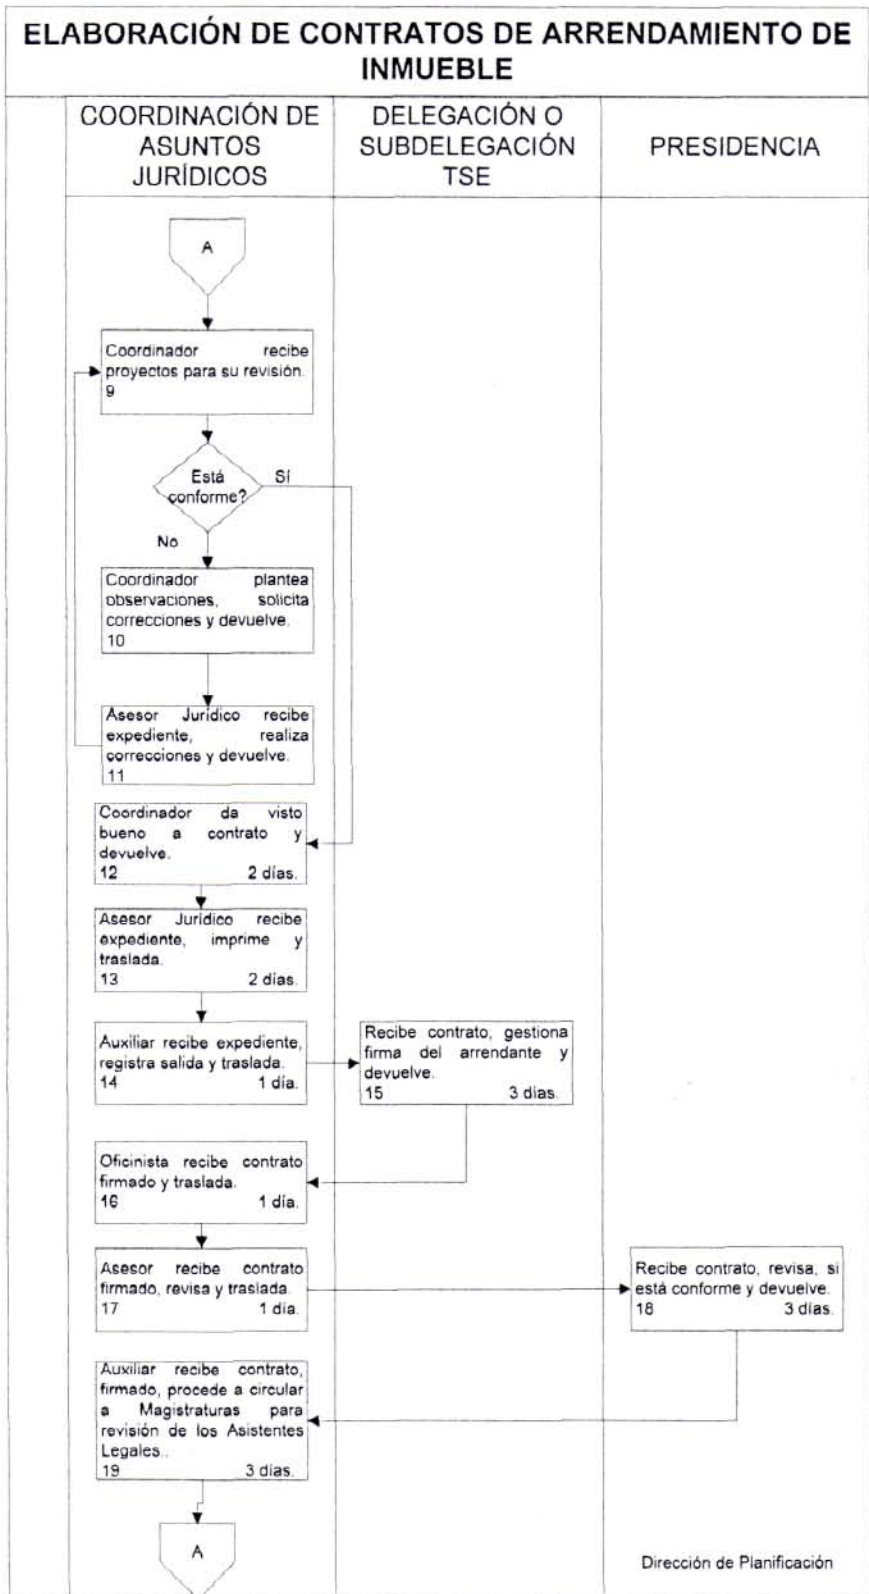 ELABORACIÓN DE CONTRATOS DE ARRENDAMIENTO DE
INMUEBLE
COORDINACIÓN DE
ASUNTOS
JURÍDICOS
DELEGACIÓN O
SUBDELEGACIÓN
TSE
PRESIDENCIA
A
Coordinador recibe
proyectos para su revisión.
9
Está
conforme?
Sí
No
Coordinador plantea
observaciones, solicita
correcciones y devuelve.
10
Asesor Jurídico recibe
expediente, realiza
correcciones y devuelve.
11
Coordinador da visto
bueno a contrato y
devuelve.
12 2 días.
Asesor Jurídico recibe
expediente, imprime y
traslada.
13 2 días.
Auxiliar recibe expediente,
registra salida y traslada.
14 1 día.
Recibe contrato, gestiona
firma del arrendante y
devuelve.
15 3 días.
Oficinista recibe contrato
firmado y traslada.
16 1 día.
Asesor recibe contrato
firmado, revisa y traslada.
17 1 día.
Recibe contrato, revisa, si
está conforme y devuelve.
18 3 días.
Auxiliar recibe contrato,
firmado, procede a circular
a Magistraturas para
revisión de los Asistentes
Legales..
19 3 días.
A
Dirección de Planificación